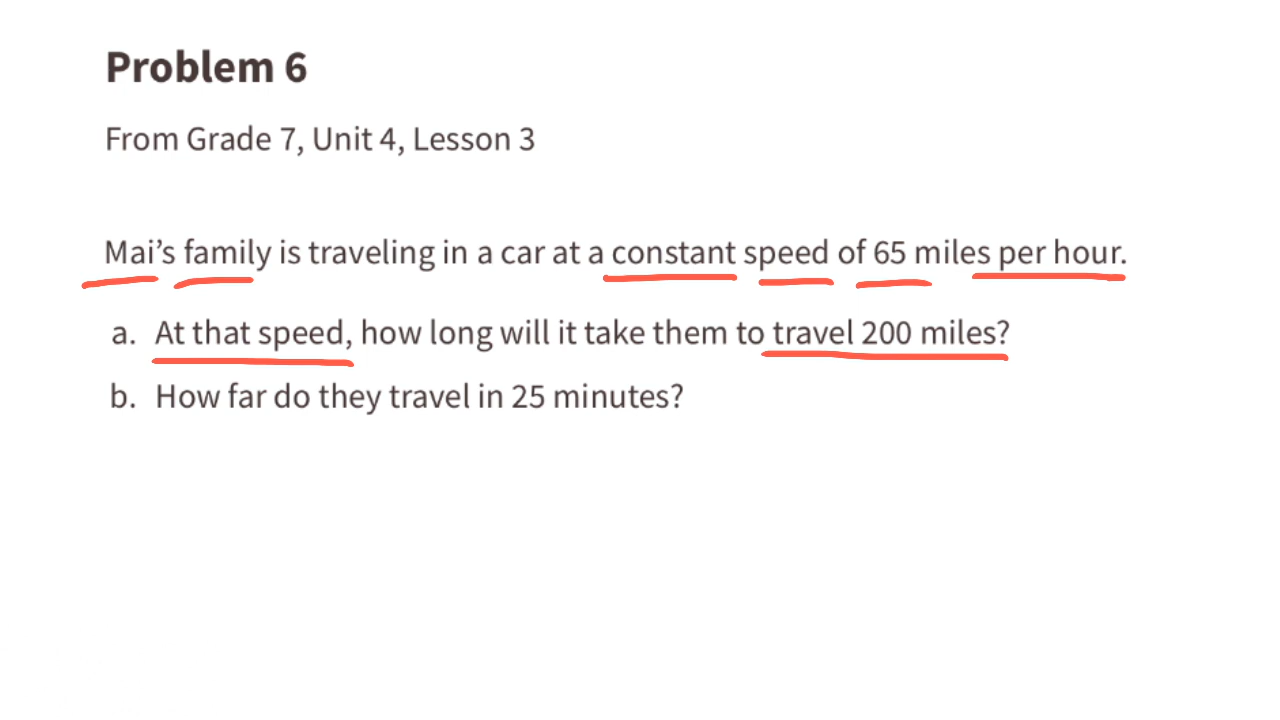 Problem 6
From Grade 7, Unit 4, Lesson 3
Mai’s family is traveling in a car at a constant speed of 65 miles per hour.
a. At that speed, how long will it take them to travel 200 miles?
b. How far do they travel in 25 minutes?